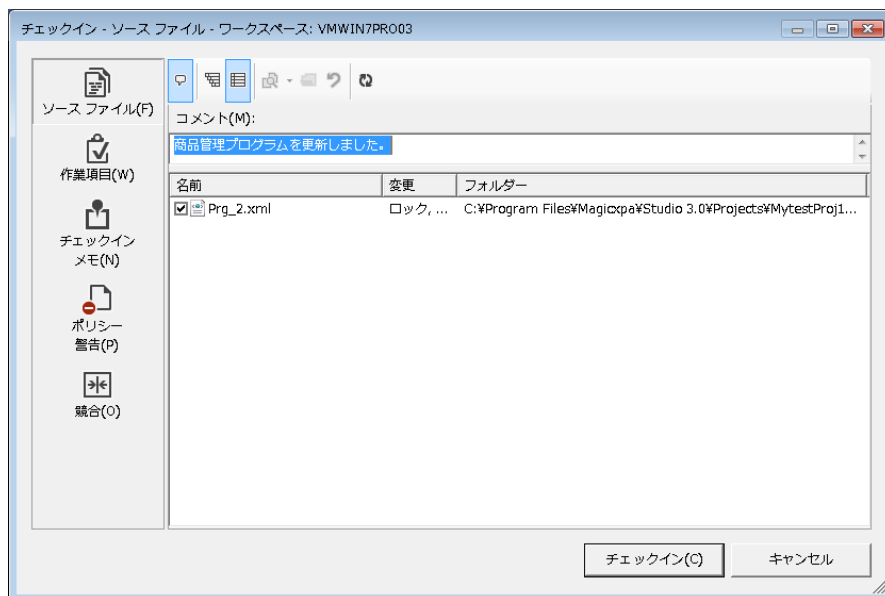 チェックイン - ソース ファイル - ワークスペース: VMWIN7PRO03
ソース ファイル(F)
作業項目(W)
チェックイン
メモ(N)
ポリシー
警告(P)
競合(O)
コメント(M):
商品管理プログラムを更新しました。
名前 変更 フォルダー
Prg_2.xml ロック, ... C:¥Program Files¥Magicxpa¥Studio 3.0¥Projects¥MytestProj1...
チェックイン(C) キャンセル